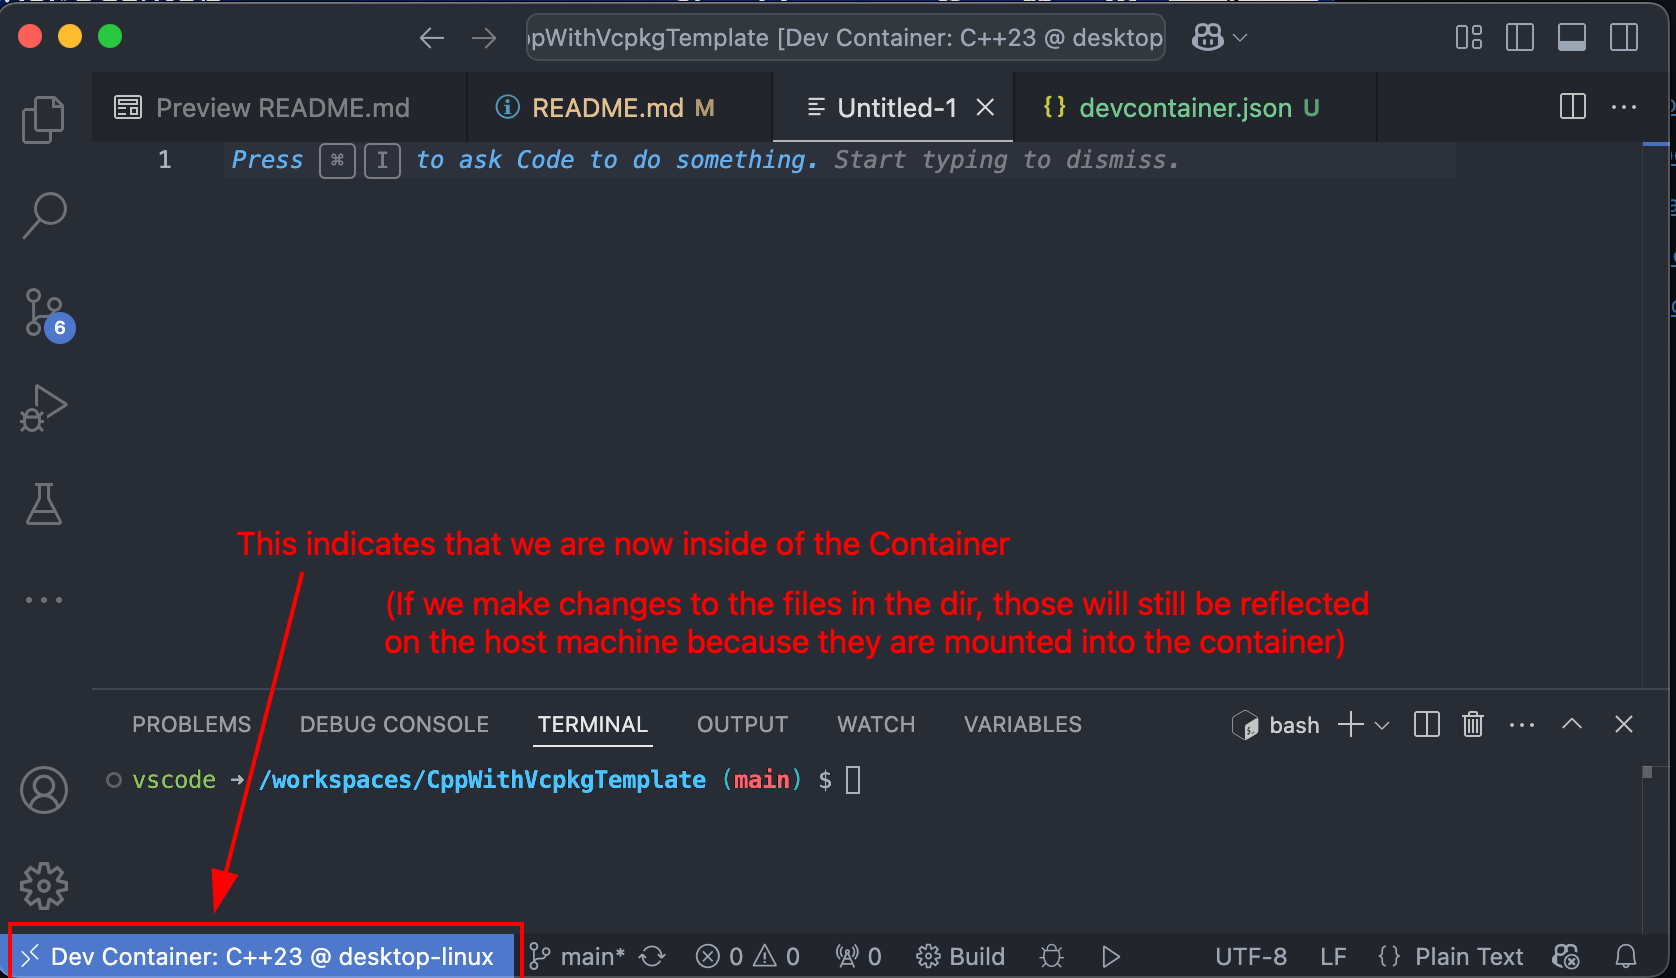 ppWithVcpkgTemplate [Dev Container: C++23 @ desktop
Preview README.md
README.md M
Untitled-1
{} devcontainer.json U
1 Press ⌘ I to ask Code to do something. Start typing to dismiss.
6
This indicates that we are now inside of the Container
(If we make changes to the files in the dir, those will still be reflected
on the host machine because they are mounted into the container)
PROBLEMS DEBUG CONSOLE TERMINAL OUTPUT WATCH VARIABLES bash
vscode → /workspaces/CppWithVcpkgTemplate (main) $
Dev Container: C++23 @ desktop-linux main* 0 0 0 Build UTF-8 LF {} Plain Text